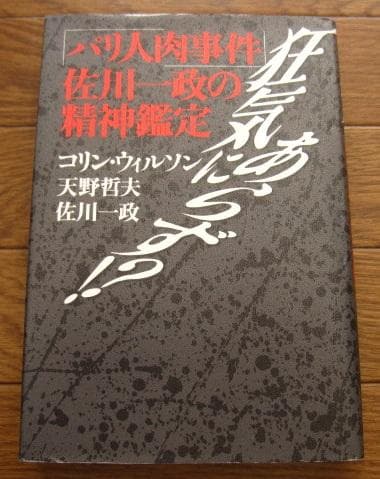 狂気にあらず!?
「パリ人肉事件」
佐川一政の
精神鑑定
コリン・ウィルソン
天野哲夫
佐川一政